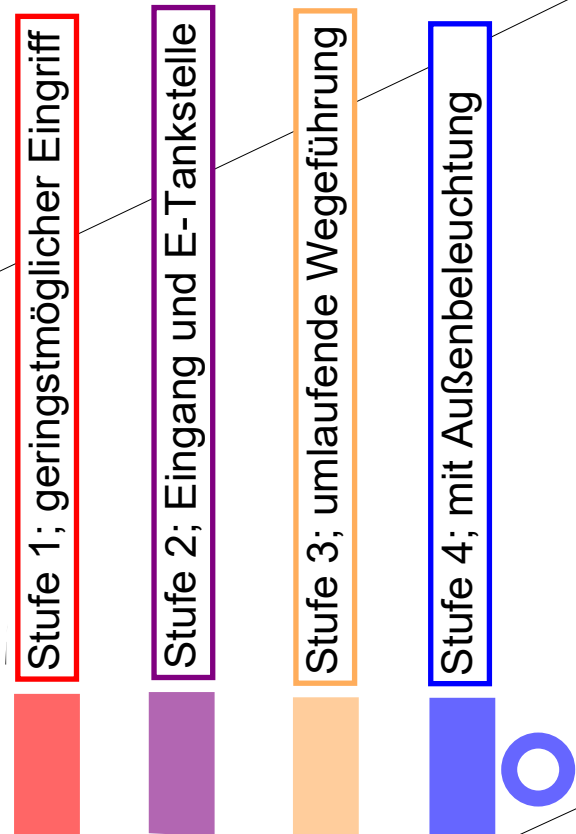 Stufe 1; geringstmöglicher Eingriff
Stufe 2; Eingang und E-Tankstelle
Stufe 3; umlaufende Wegeführung
Stufe 4; mit Außenbeleuchtung